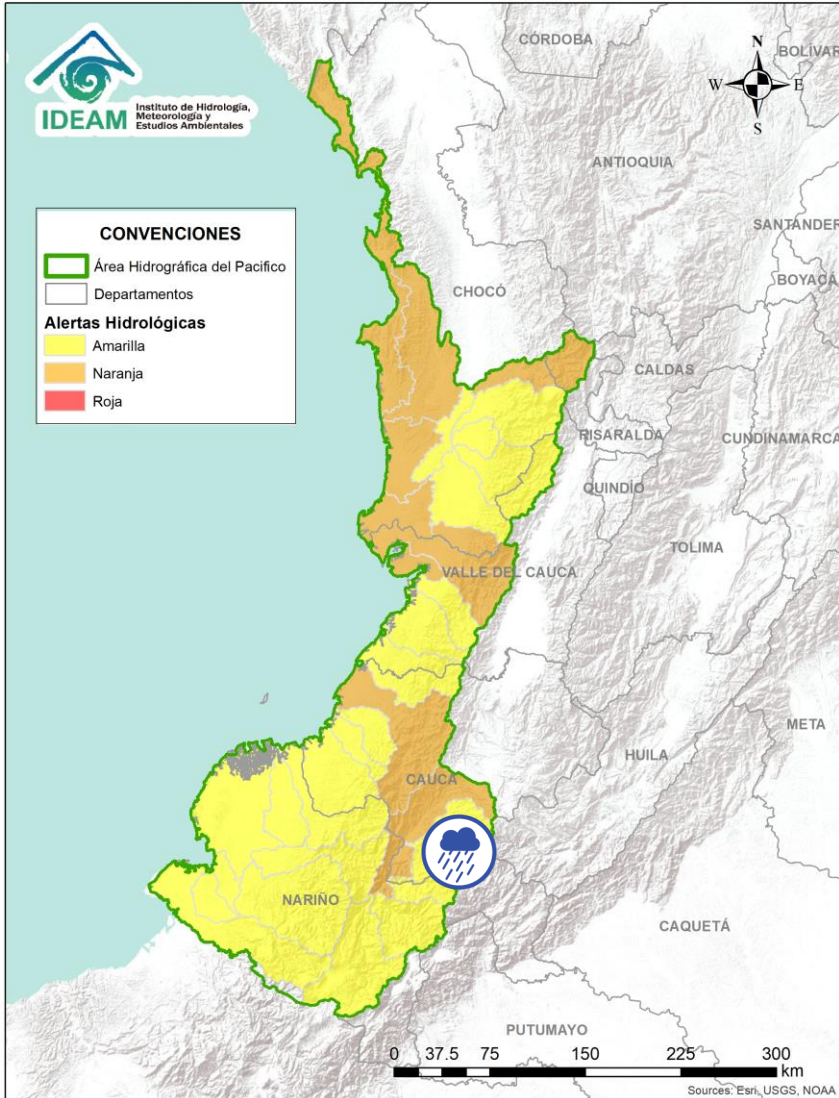 IDEAM
Instituto de Hidrología,
Meteorología y
Estudios Ambientales
N
W
E
S
CÓRDOBA
BOLÍVAR
ANTIOQUIA
SANTANDER
BOYACÁ
CHOCÓ
CALDAS
RISARALDA
CUNDINAMARCA
QUINDÍO
TOLIMA
VALLE DEL CAUCA
META
HUILA
CAUCA
NARIÑO
CAQUETÁ
PUTUMAYO
CONVENCIONES
Área Hidrográfica del Pacifico
Departamentos
Alertas Hidrológicas
Amarilla
Naranja
Roja
0 37.5 75 150 225 300
km
Sources: Esri, USGS, NOAA